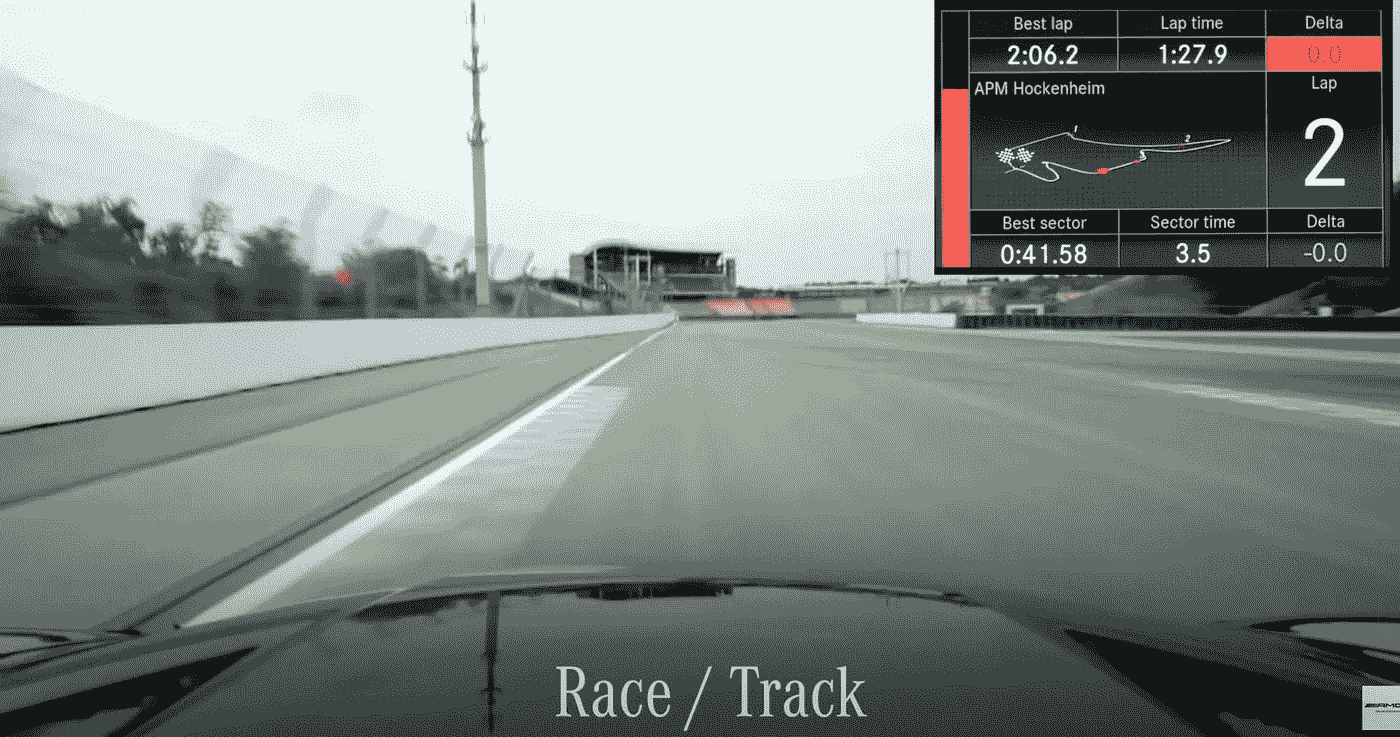 Best lap Lap time Delta
2:06.2 1:27.9 0.0
APM Hockenheim
Lap
2
1
2
3
Best sector Sector time Delta
0:41.58 3.5 -0.0
Race / Track
AMG